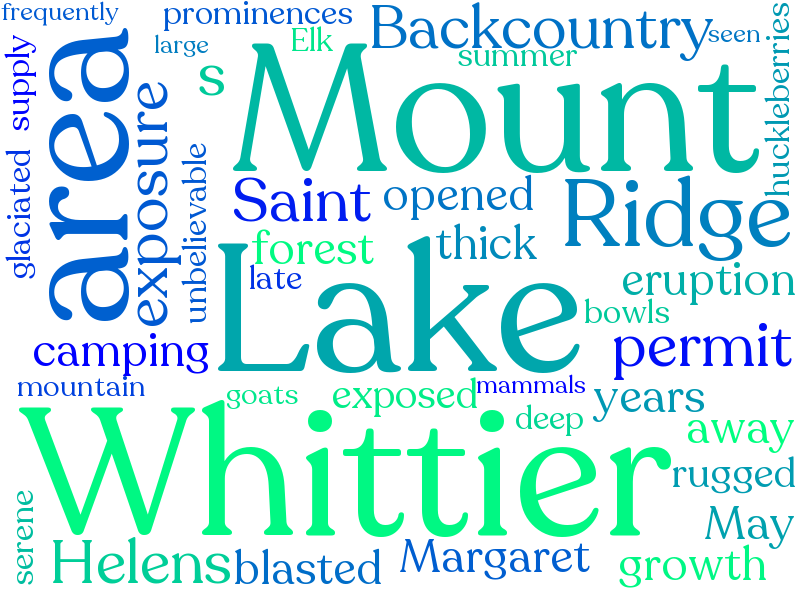 frequently
prominences
Backcountry
seen
huckleberries
supply
large
Elk
summer
area
s
Mount
exposure
glaciated
unbelievable
Saint
opened
Ridge
forest
thick
late
Lake
eruption
bowls
camping
permit
mountain
goats
exposed
mammals
years
deep
away
Whittier
rugged
serene
May
Helens
blasted
Margaret
growth